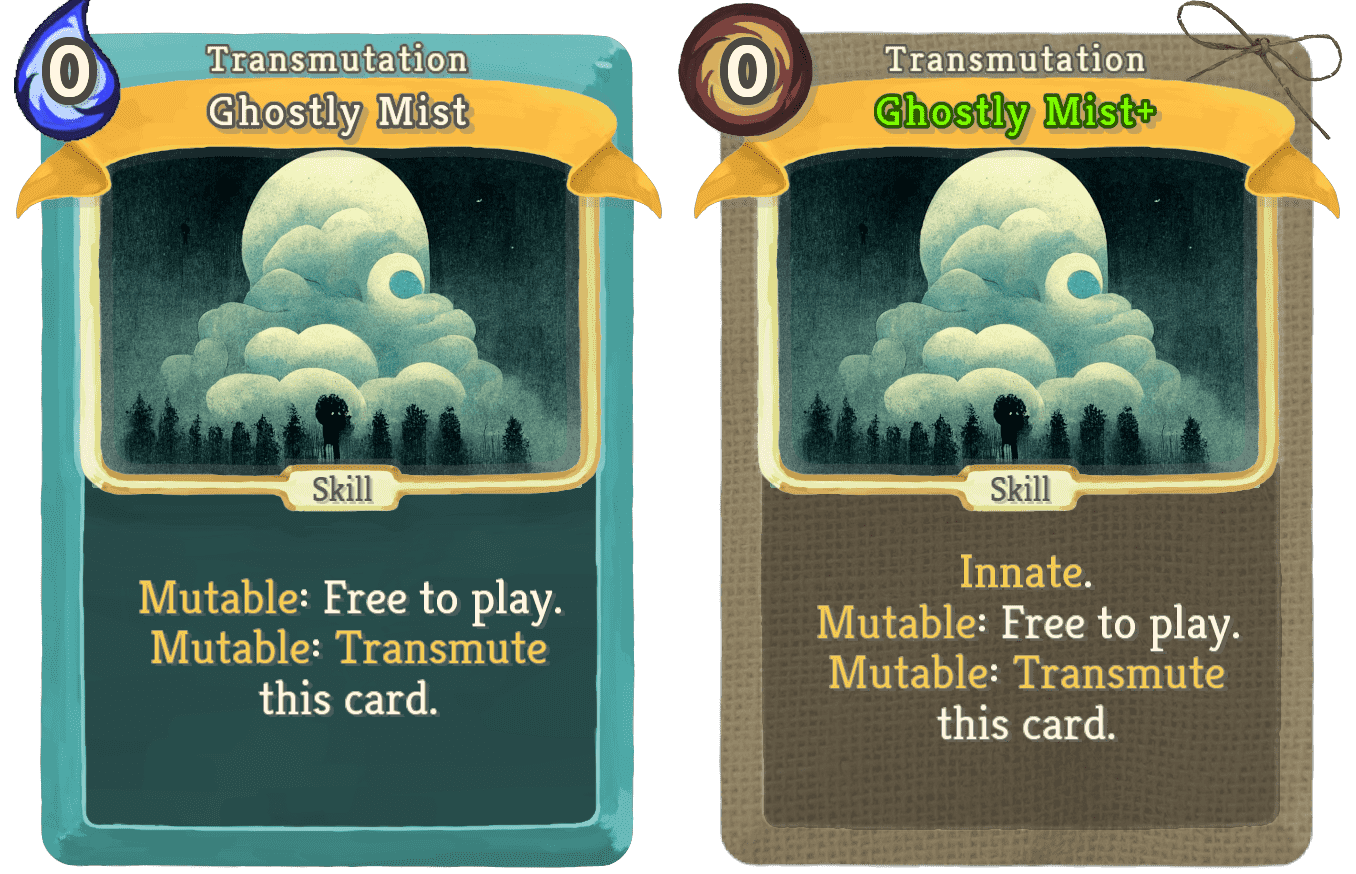 0
Transmutation
Ghostly Mist
Skill
Mutable: Free to play.
Mutable: Transmute
this card.
0
Transmutation
Ghostly Mist+
Skill
Innate.
Mutable: Free to play.
Mutable: Transmute
this card.